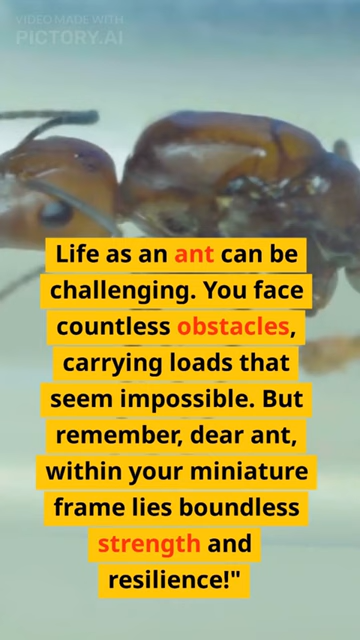 VIDEO MADE WITH
PICTORY.AI
Life as an ant can be
challenging. You face
countless obstacles,
carrying loads that
seem impossible. But
remember, dear ant,
within your miniature
frame lies boundless
strength and
resilience!"